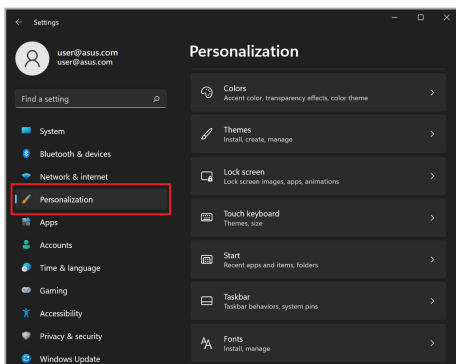 Settings
user@asus.com
user@asus.com
Find a setting
System
Bluetooth & devices
Network & internet
Personalization
Apps
Accounts
Time & language
Gaming
Accessibility
Privacy & security
Windows Update
Personalization
Colors
Accent color, transparency effects, color theme
Themes
Install, create, manage
Lock screen
Lock screen images, apps, animations
Touch keyboard
Themes, size
Start
Recent apps and items, folders
Taskbar
Taskbar behaviors, system pins
Fonts
Install, manage